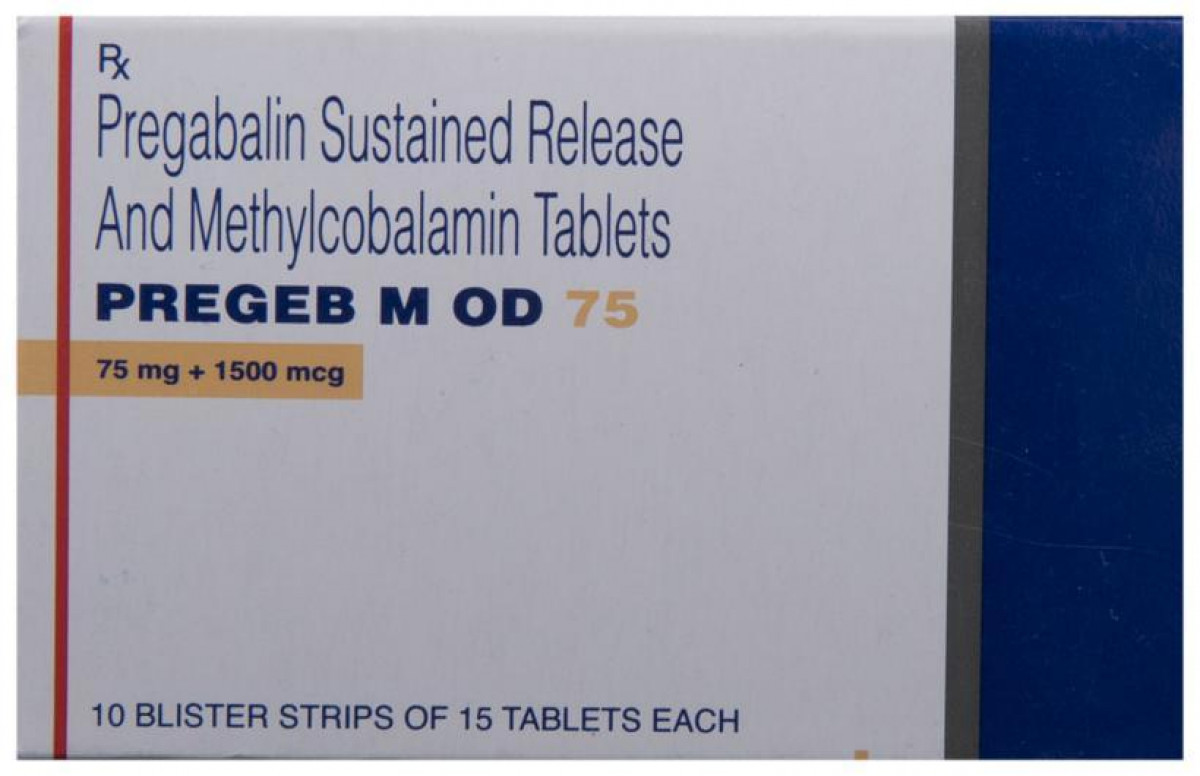 Rx
Pregabalin Sustained Release
And Methylcobalamin Tablets
PREGEB M OD 75
75 mg + 1500 mcg
10 BLISTER STRIPS OF 15 TABLETS EACH